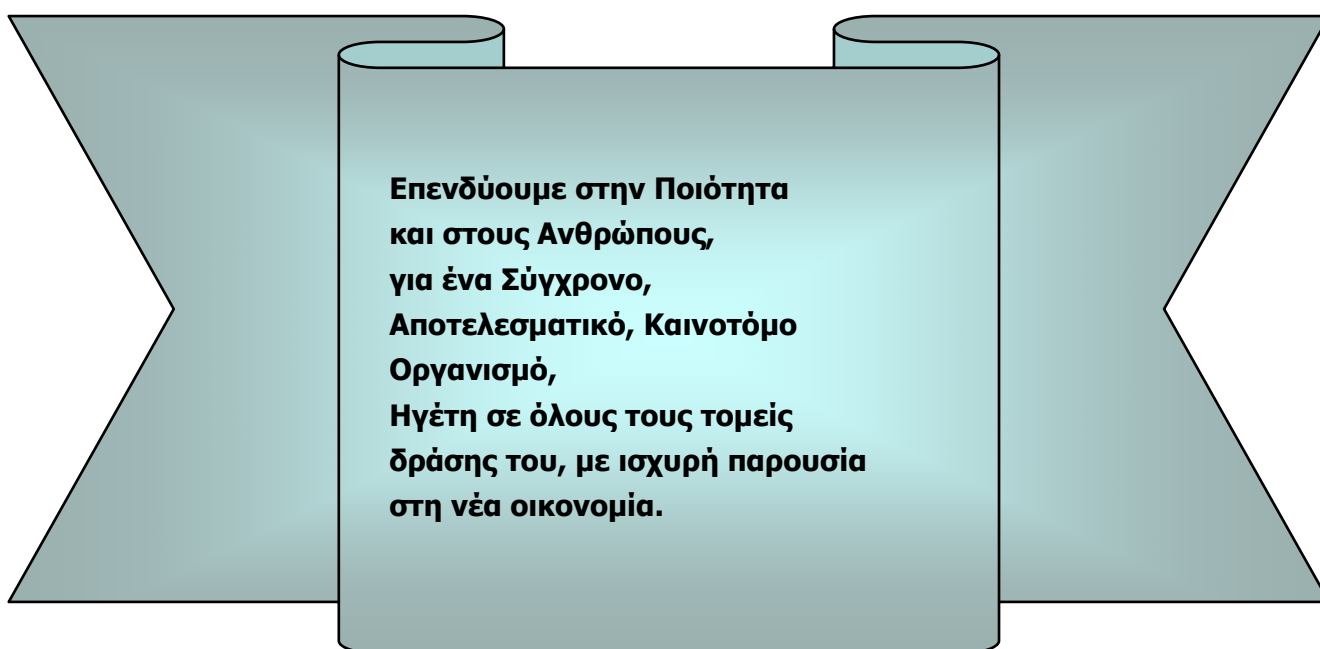 Επενδύουμε στην Ποιότητα
και στους Ανθρώπους,
για ένα Σύγχρονο,
Αποτελεσματικό, Καινοτόμο
Οργανισμό,
Ηγέτη σε όλους τους τομείς
δράσης του, με ισχυρή παρουσία
στη νέα οικονομία.